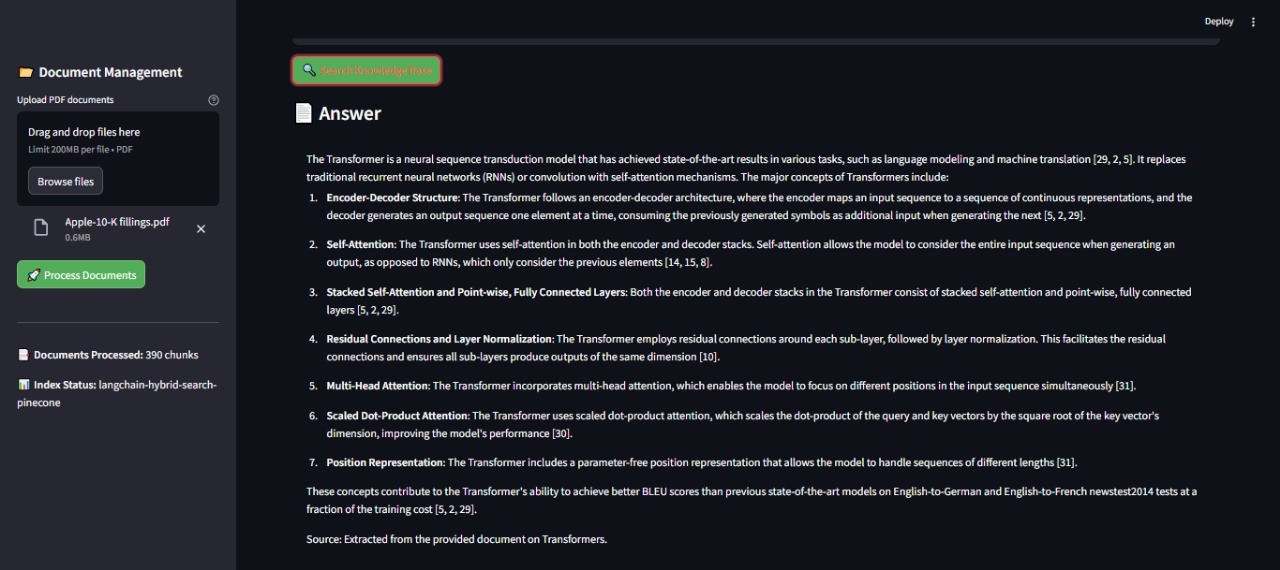 Deploy
Document Management
Upload PDF documents
Drag and drop files here
Limit 200MB per file • PDF
Browse files
Apple-10-K fillings.pdf
0.6MB
Process Documents
Documents Processed: 390 chunks
Index Status: langchain-hybrid-search-
pinecone
Search Knowledge Base
Answer
The Transformer is a neural sequence transduction model that has achieved state-of-the-art results in various tasks, such as language modeling and machine translation [29, 2, 5]. It replaces
traditional recurrent neural networks (RNNs) or convolution with self-attention mechanisms. The major concepts of Transformers include:
1. Encoder-Decoder Structure: The Transformer follows an encoder-decoder architecture, where the encoder maps an input sequence to a sequence of continuous representations, and the
decoder generates an output sequence one element at a time, consuming the previously generated symbols as additional input when generating the next [5, 2, 29].
2. Self-Attention: The Transformer uses self-attention in both the encoder and decoder stacks. Self-attention allows the model to consider the entire input sequence when generating an
output, as opposed to RNNs, which only consider the previous elements [14, 15, 8].
3. Stacked Self-Attention and Point-wise, Fully Connected Layers: Both the encoder and decoder stacks in the Transformer consist of stacked self-attention and point-wise, fully connected
layers [5, 2, 29].
4. Residual Connections and Layer Normalization: The Transformer employs residual connections around each sub-layer, followed by layer normalization. This facilitates the residual
connections and ensures all sub-layers produce outputs of the same dimension [10].
5. Multi-Head Attention: The Transformer incorporates multi-head attention, which enables the model to focus on different positions in the input sequence simultaneously [31].
6. Scaled Dot-Product Attention: The Transformer uses scaled dot-product attention, which scales the dot-product of the query and key vectors by the square root of the key vector's
dimension, improving the model's performance [30].
7. Position Representation: The Transformer includes a parameter-free position representation that allows the model to handle sequences of different lengths [31].
These concepts contribute to the Transformer's ability to achieve better BLEU scores than previous state-of-the-art models on English-to-German and English-to-French newstest2014 tests at a
fraction of the training cost [5, 2, 29].
Source: Extracted from the provided document on Transformers.